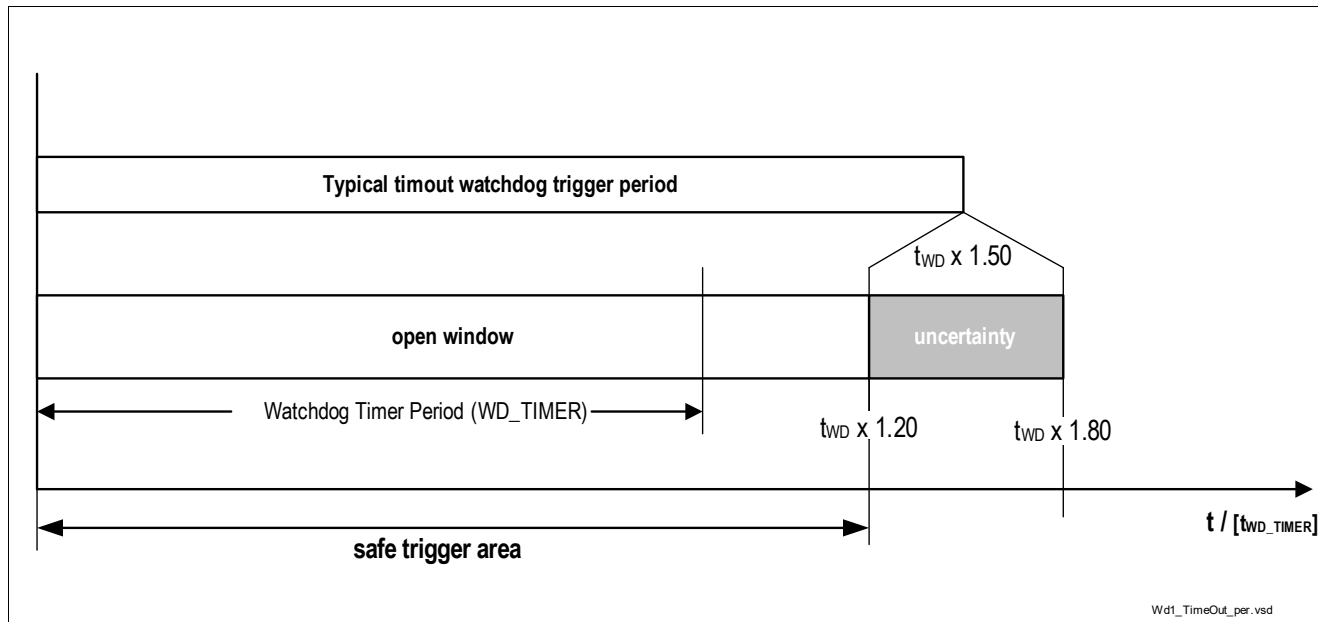 Typical timout watchdog trigger period
tWD x 1.50
open window
uncertainty
Watchdog Timer Period (WD_TIMER)
tWD x 1.20
tWD x 1.80
t / [tWD_TIMER]
safe trigger area
Wd1_TimeOut_per.vsd